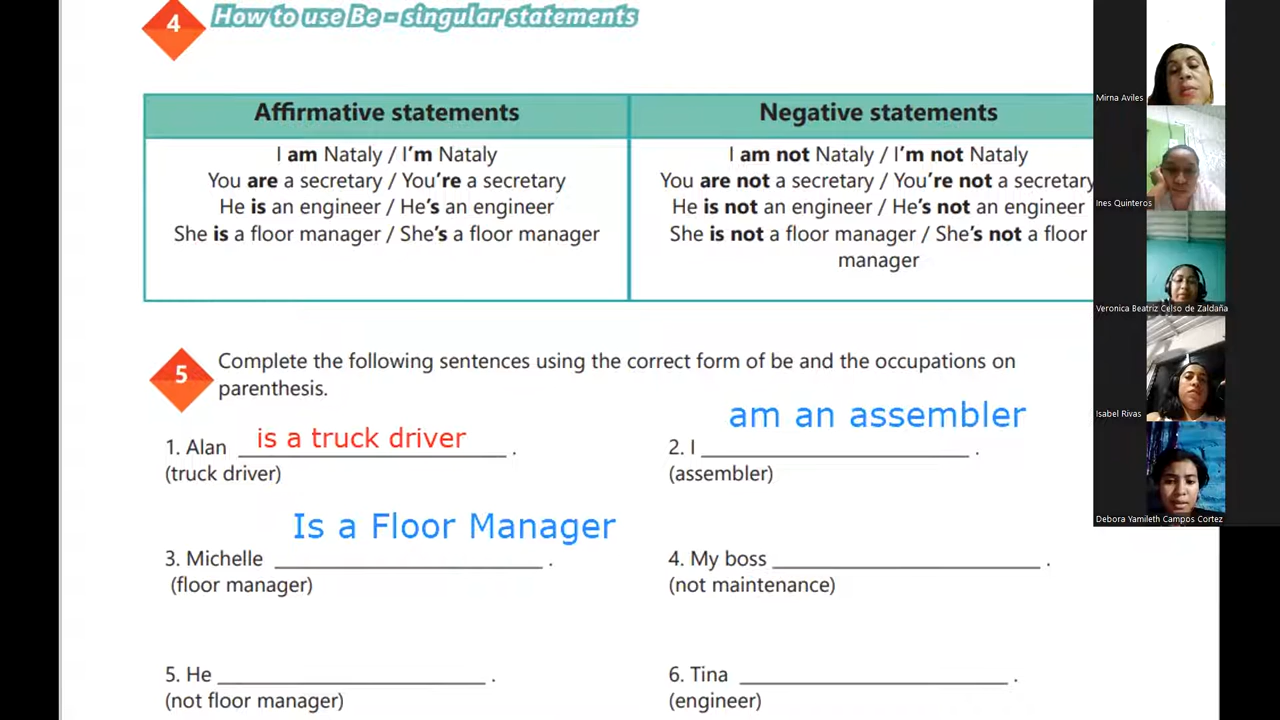 4
How to use Be - singular statements
Affirmative statements
I am Nataly / I'm Nataly
You are a secretary / You're a secretary
He is an engineer / He's an engineer
She is a floor manager / She's a floor manager
Negative statements
I am not Nataly / I'm not Nataly
You are not a secretary / You're not a secretary
He is not an engineer / He's not an engineer
She is not a floor manager / She's not a floor
manager
5
Complete the following sentences using the correct form of be and the occupations on
parenthesis.
1. Alan is a truck driver .
(truck driver)
2. I am an assembler .
(assembler)
3. Michelle Is a Floor Manager .
(floor manager)
4. My boss ________________________ .
(not maintenance)
5. He ________________________ .
(not floor manager)
6. Tina ________________________ .
(engineer)
Mirna Aviles
Ines Quinteros
Veronica Beatriz Celso de Zaldaña
Isabel Rivas
Debora Yamileth Campos Cortez